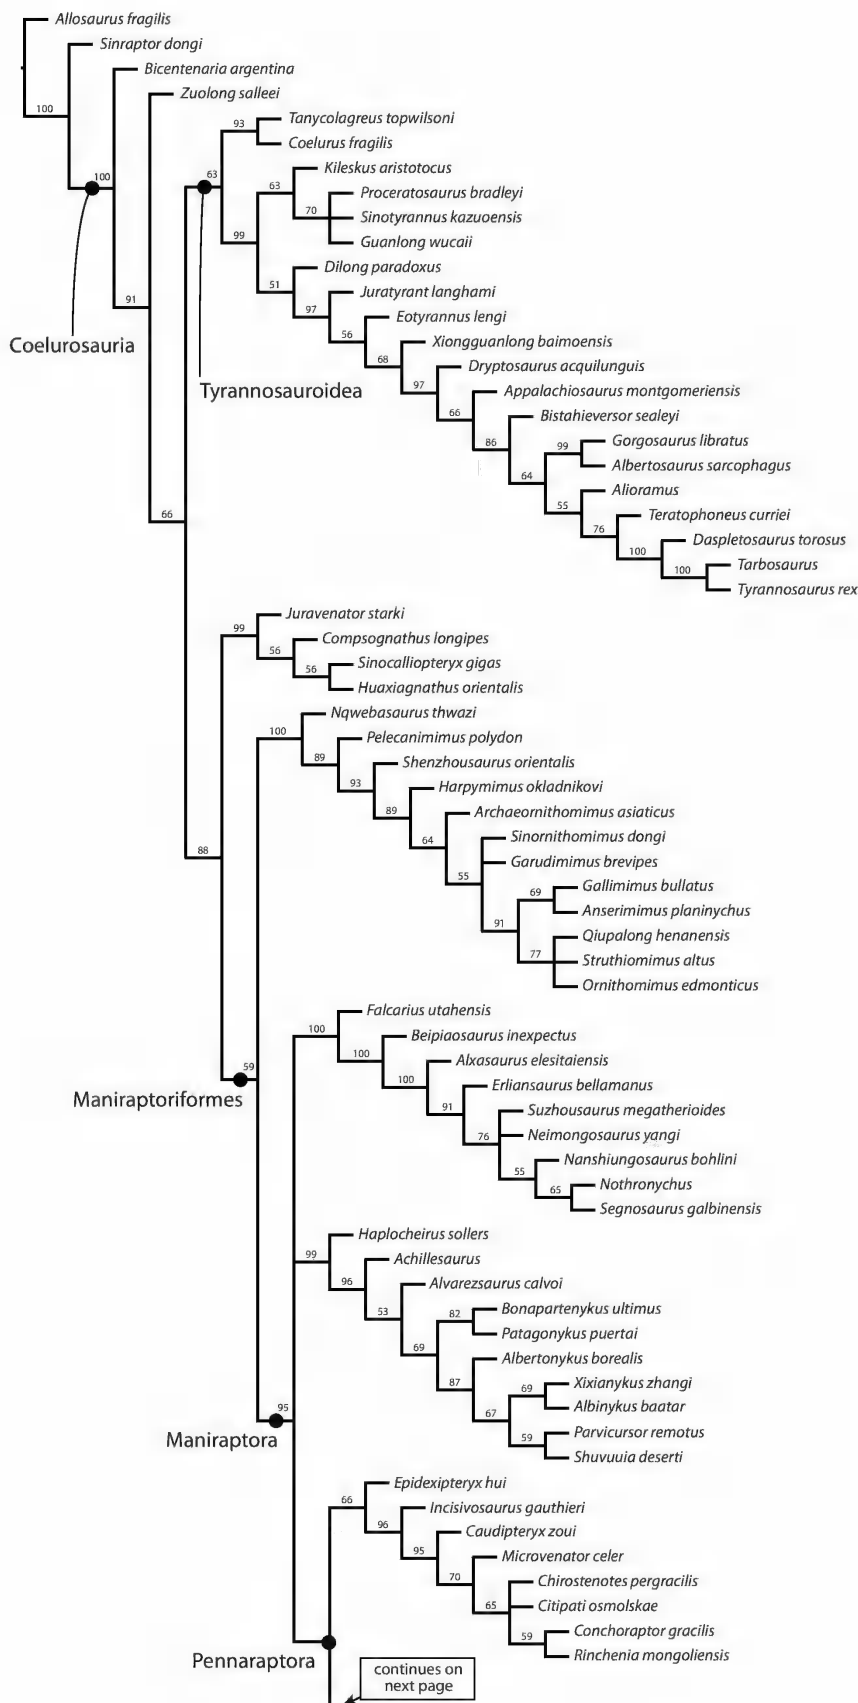 Allosaurus fragilis
Sinraptor dongi
Bicentenaria argentina
Zuolong salleei
100
93
Tanycolagreus topwilsoni
Coelurus fragilis
Kileskus aristotocus
100
63
63
Proceratosaurus bradleyi
70
Sinotyrannus kazuoensis
99
Guanlong wucaii
Dilong paradoxus
51
Juratyrant langhami
91
97
Eotyrannus lengi
Coelurosauria
56
Xiongguanlong baimoensis
68
Dryptosaurus acquilunguis
Tyrannosauroidea
97
Appalachiosaurus montgomeriensis
66
Bistahieversor sealeyi
86
99
Gorgosaurus libratus
Albertosaurus sarcophagus
64
Alioramus
55
Teratophoneus curriei
66
76
Daspletosaurus torosus
100
Tarbosaurus
100
Tyrannosaurus rex
Juravenator starki
99
Compsognathus longipes
56
Sinocalliopteryx gigas
56
Huaxiagnathus orientalis
Nqwebasaurus thwazi
100
Pelecanimimus polydon
89
Shenzhousaurus orientalis
93
Harpymimus okladnikovi
89
Archaeornithomimus asiaticus
64
Sinornithomimus dongi
88
Garudimimus brevipes
55
69
Gallimimus bullatus
Anserimimus planinychus
91
Qiupalong henanensis
77
Struthiomimus altus
Ornithomimus edmonticus
Falcarius utahensis
100
Beipiaosaurus inexpectus
100
Alxasaurus elesitaiensis
59
100
Erliansaurus bellamanus
Maniraptoriformes
91
Suzhousaurus megatherioides
76
Neimongosaurus yangi
Nanshiungosaurus bohlini
55
Nothronychus
65
Segnosaurus galbinensis
Haplocheirus sollers
99
Achillesaurus
96
Alvarezsaurus calvoi
53
82
Bonapartenykus ultimus
Patagonykus puertai
69
Albertonykus borealis
87
69
Xixianykus zhangi
95
Albinykus baatar
67
Maniraptora
59
Parvicursor remotus
Shuvuuia deserti
Epidexipteryx hui
66
Incisivosaurus gauthieri
96
Caudipteryx zoui
95
Microvenator celer
70
Chirostenotes pergracilis
65
Citipati osmolskae
59
Conchoraptor gracilis
Rinchenia mongoliensis
Pennaraptora
continues on
next page